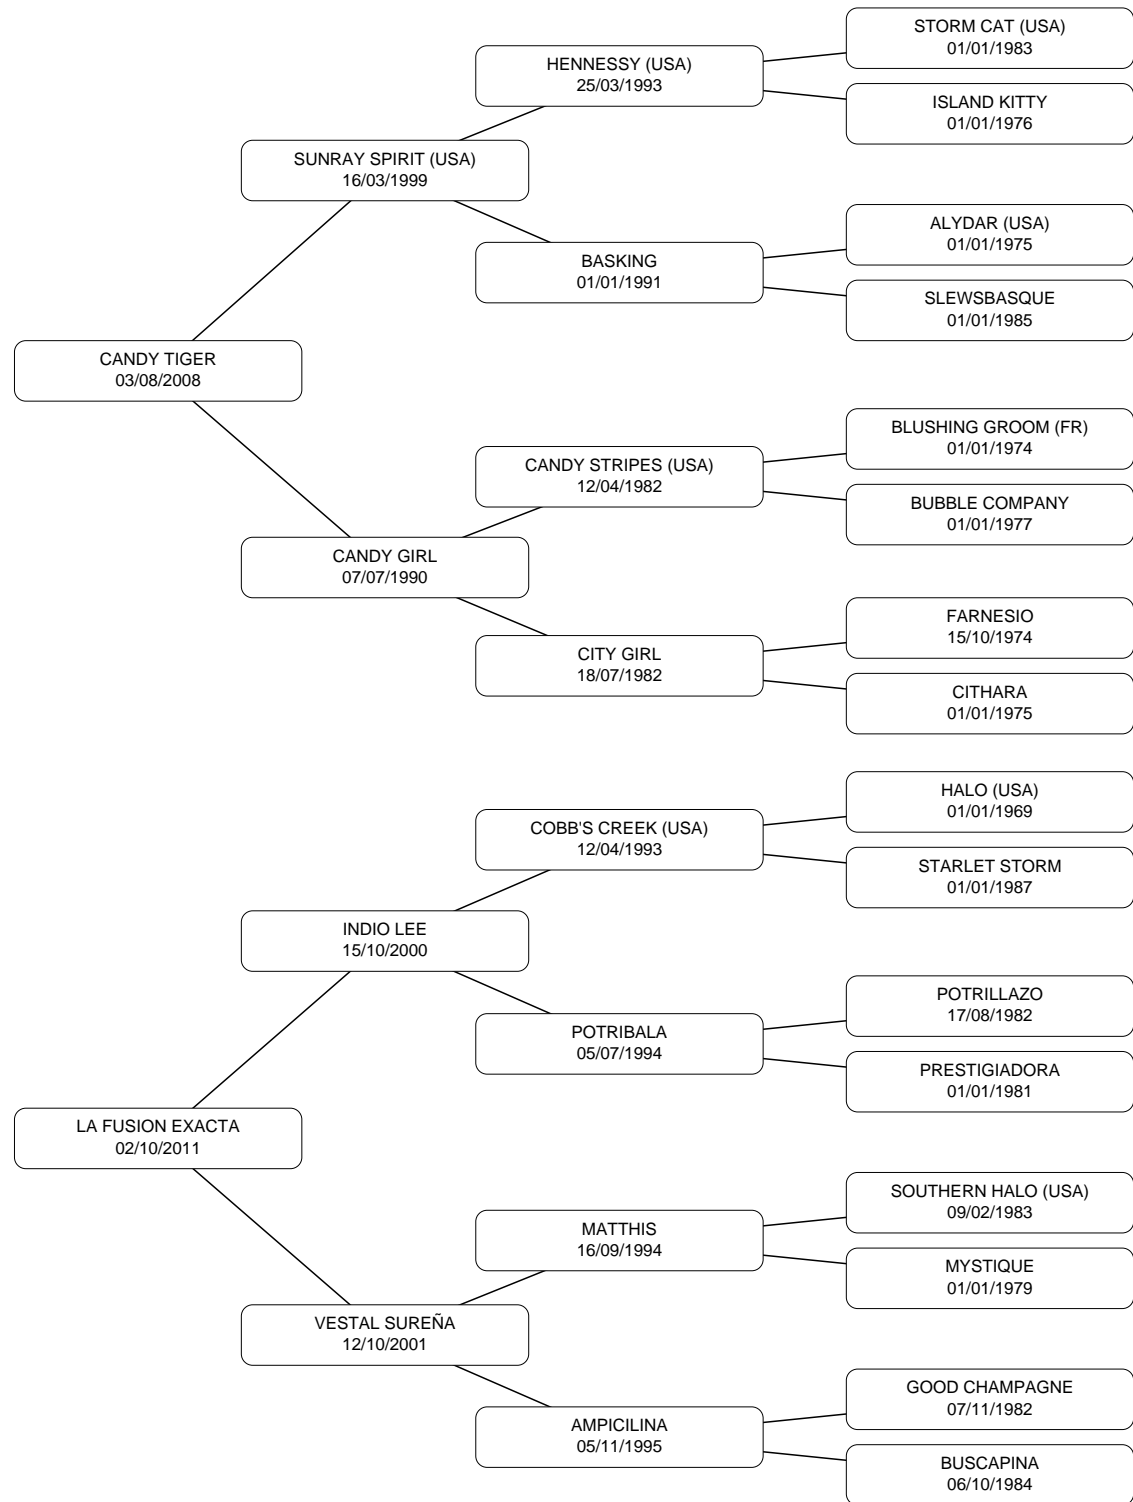 STORM CAT (USA)
01/01/1983
HENNESSY (USA)
25/03/1993
ISLAND KITTY
01/01/1976
SUNRAY SPIRIT (USA)
16/03/1999
ALYDAR (USA)
01/01/1975
BASKING
01/01/1991
SLEWSBASQUE
01/01/1985
CANDY TIGER
03/08/2008
BLUSHING GROOM (FR)
01/01/1974
CANDY STRIPES (USA)
12/04/1982
BUBBLE COMPANY
01/01/1977
CANDY GIRL
07/07/1990
FARNESIO
15/10/1974
CITY GIRL
18/07/1982
CITHARA
01/01/1975
HALO (USA)
01/01/1969
COBB'S CREEK (USA)
12/04/1993
STARLET STORM
01/01/1987
INDIO LEE
15/10/2000
POTRILLAZO
17/08/1982
POTRIBALA
05/07/1994
PRESTIGIADORA
01/01/1981
LA FUSION EXACTA
02/10/2011
SOUTHERN HALO (USA)
09/02/1983
MATTHIS
16/09/1994
MYSTIQUE
01/01/1979
VESTAL SUREÑA
12/10/2001
GOOD CHAMPAGNE
07/11/1982
AMPICILINA
05/11/1995
BUSCAPINA
06/10/1984